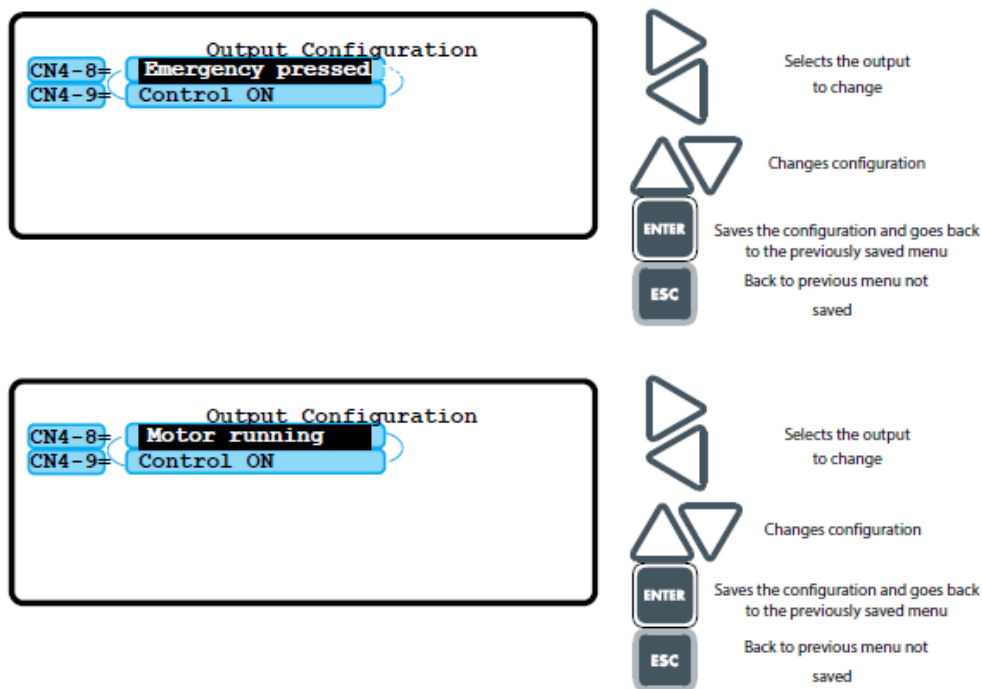 Output Configuration
CN4-8= Emergency pressed
CN4-9= Control ON
Selects the output
to change
Changes configuration
ENTER
Saves the configuration and goes back
to the previously saved menu
ESC
Back to previous menu not
saved
Output Configuration
CN4-8= Motor running
CN4-9= Control ON
Selects the output
to change
Changes configuration
ENTER
Saves the configuration and goes back
to the previously saved menu
ESC
Back to previous menu not
saved